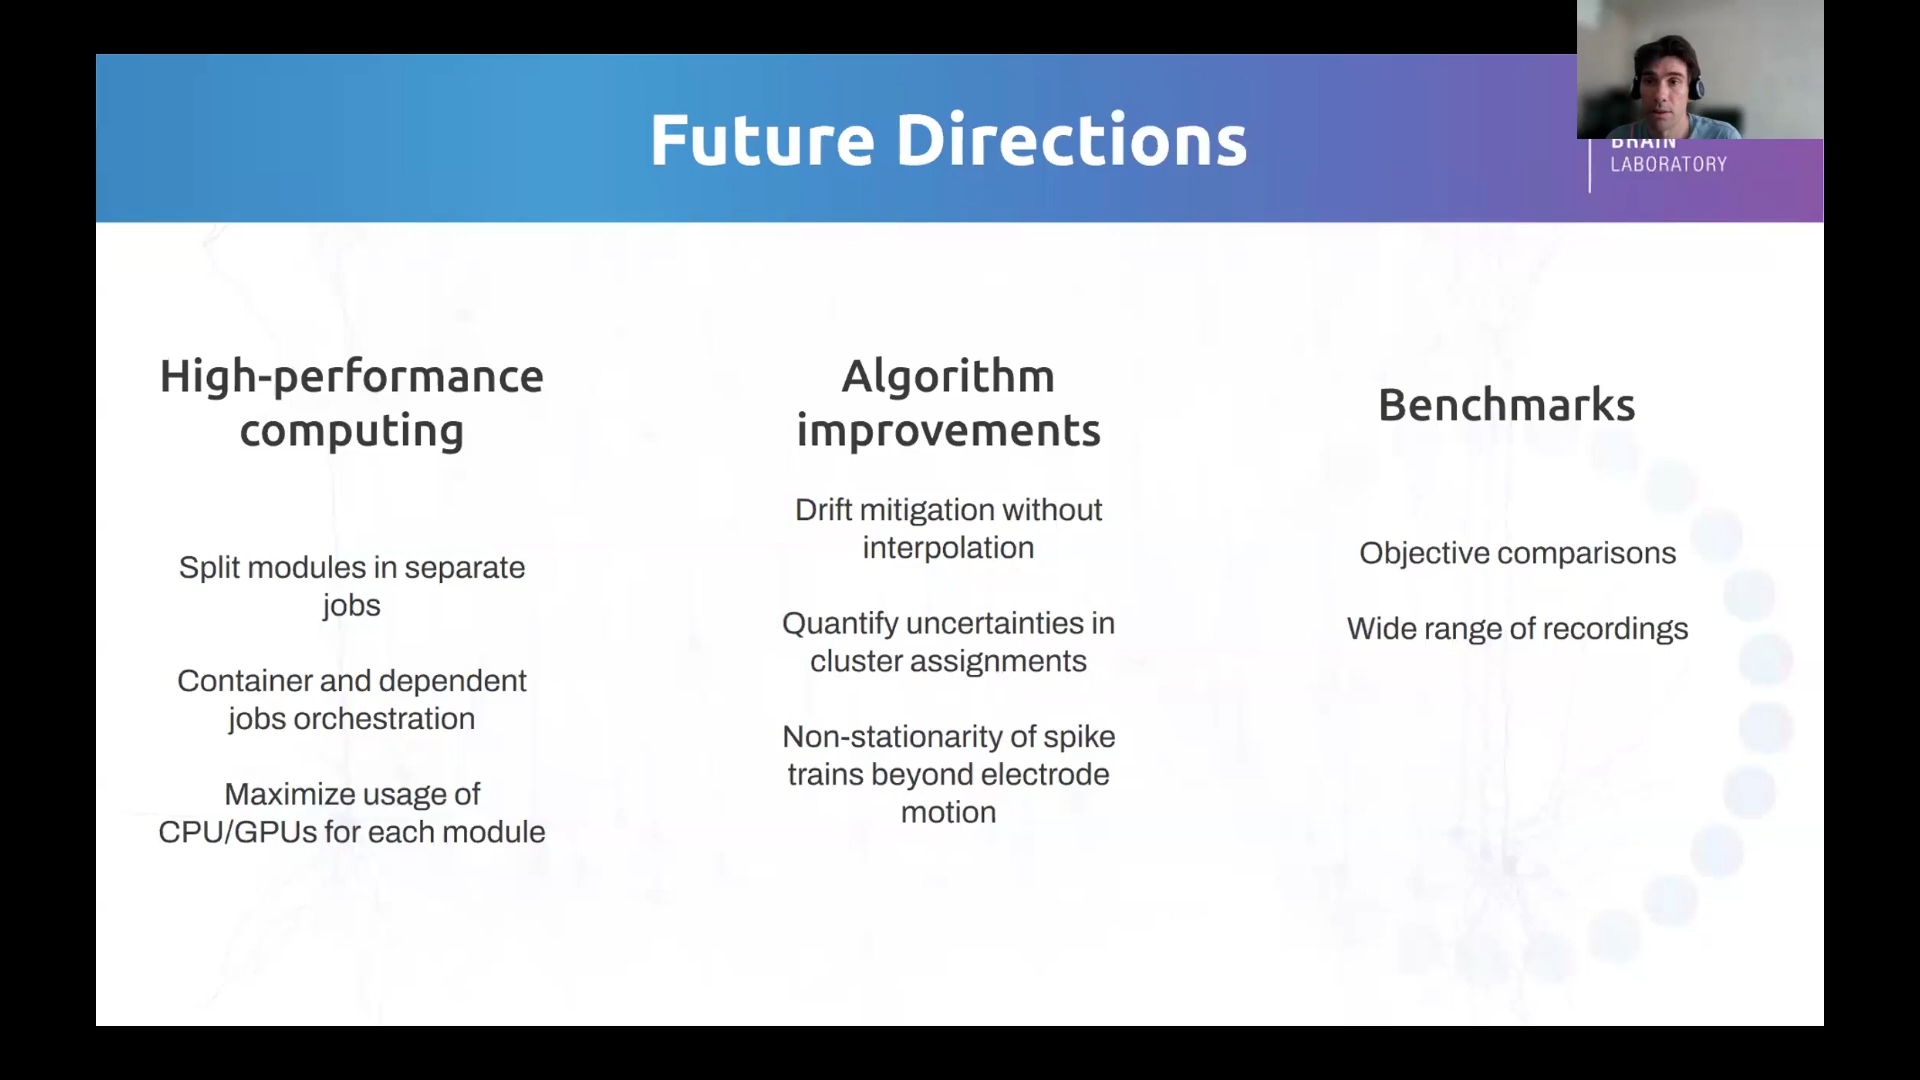 Future Directions
BRAIN
LABORATORY
High-performance
computing
Split modules in separate
jobs
Container and dependent
jobs orchestration
Maximize usage of
CPU/GPUs for each module
Algorithm
improvements
Drift mitigation without
interpolation
Quantify uncertainties in
cluster assignments
Non-stationarity of spike
trains beyond electrode
motion
Benchmarks
Objective comparisons
Wide range of recordings